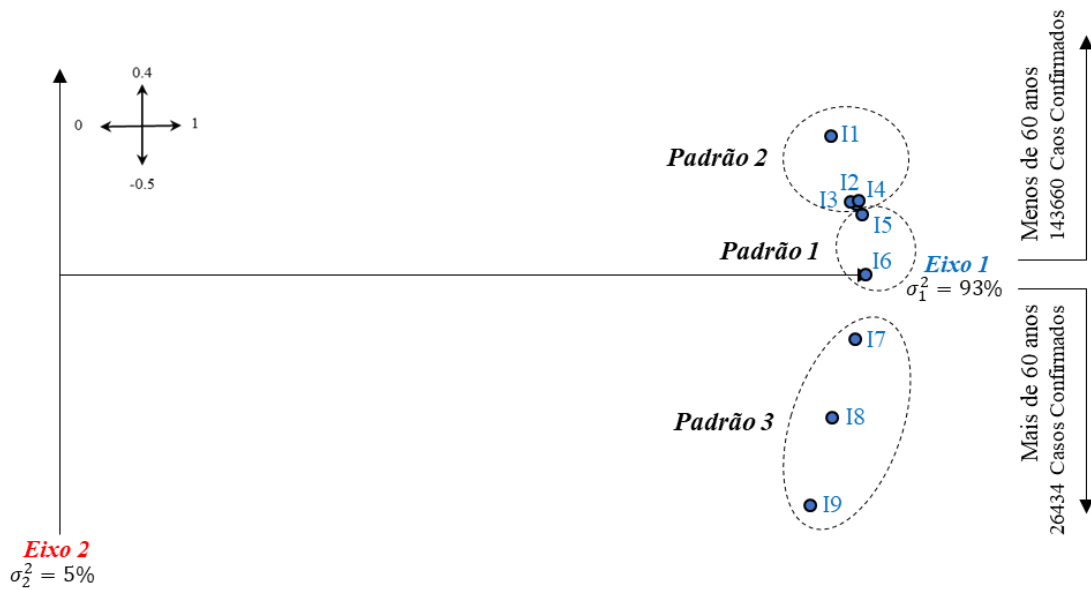 0.4
0
1
-0.5
Padrão 2
I1
I2
I4
I3
I5
Padrão 1
I6
Eixo 1
σ₁² = 93%
I7
Padrão 3
I8
I9
Eixo 2
σ₂² = 5%
Menos de 60 anos
143660 Caos Confirmados
Mais de 60 anos
26434 Casos Confirmados